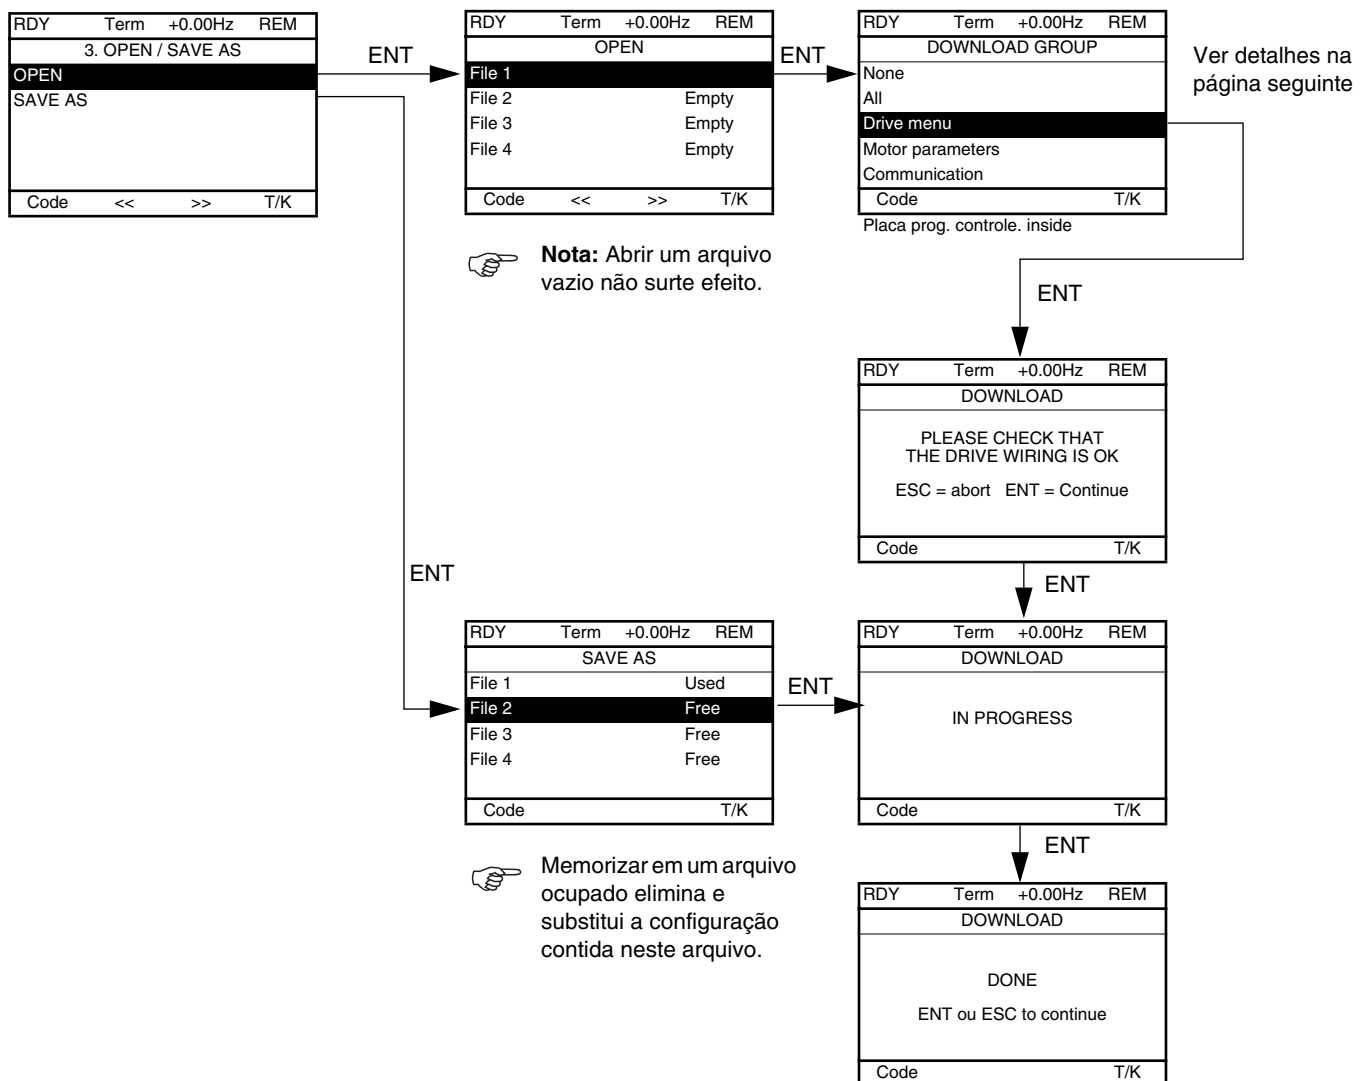 RDY Term +0.00Hz REM
3. OPEN / SAVE AS
OPEN
SAVE AS
Code << >> T/K
ENT
RDY Term +0.00Hz REM
OPEN
File 1
File 2 Empty
File 3 Empty
File 4 Empty
Code << >> T/K
Nota: Abrir um arquivo
vazio não surte efeito.
ENT
RDY Term +0.00Hz REM
DOWNLOAD GROUP
None
All
Drive menu
Motor parameters
Communication
Code T/K
Placa prog. controle. inside
Ver detalhes na
página seguinte
ENT
RDY Term +0.00Hz REM
DOWNLOAD
PLEASE CHECK THAT
THE DRIVE WIRING IS OK
ESC = abort ENT = Continue
Code T/K
ENT
ENT
RDY Term +0.00Hz REM
SAVE AS
File 1 Used
File 2 Free
File 3 Free
File 4 Free
Code T/K
Memorizar em um arquivo
ocupado elimina e
substitui a configuração
contida neste arquivo.
ENT
RDY Term +0.00Hz REM
DOWNLOAD
IN PROGRESS
Code T/K
ENT
RDY Term +0.00Hz REM
DOWNLOAD
DONE
ENT ou ESC to continue
Code T/K